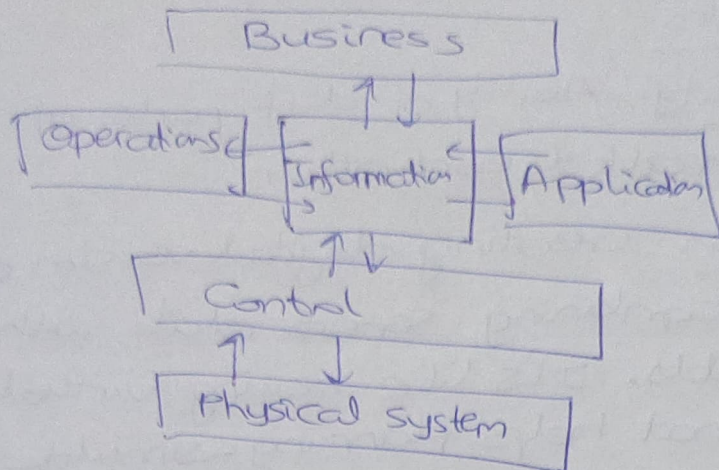 Business
Operations
Information
Application
Control
Physical system